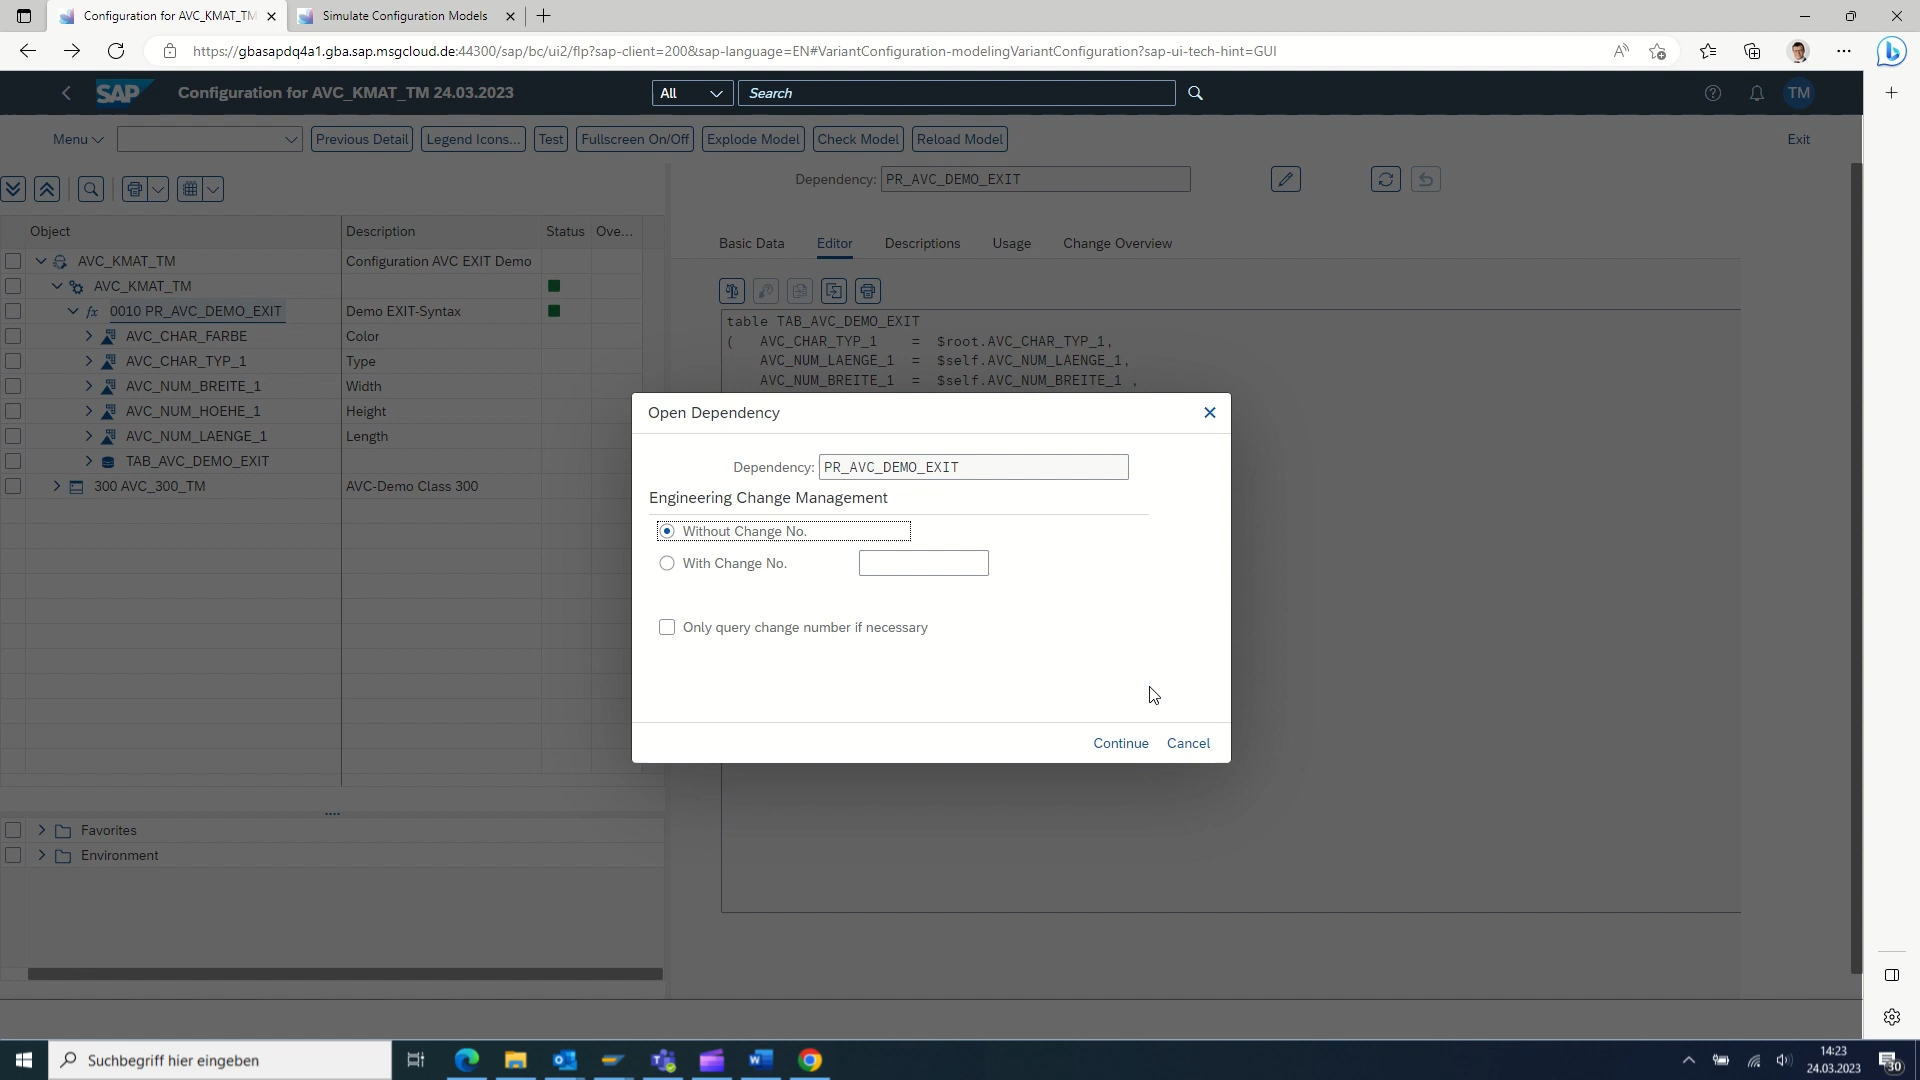 Configuration for AVC_KMAT_TM
Simulate Configuration Models
https://gbasapdq4a1.gba.sap.msgcloud.de:44300/sap/bc/ui2/flp?sap-client=200&sap-language=EN#VariantConfiguration-modelingVariantConfiguration?sap-ui-tech-hint=GUI
SAP Configuration for AVC_KMAT_TM 24.03.2023 All Search TM
Menu Previous Detail Legend Icons... Test Fullscreen On/Off Explode Model Check Model Reload Model Exit
Dependency: PR_AVC_DEMO_EXIT
Object Description Status Ove...
AVC_KMAT_TM Configuration AVC EXIT Demo
AVC_KMAT_TM
0010 PR_AVC_DEMO_EXIT Demo EXIT-Syntax
AVC_CHAR_FARBE Color
AVC_CHAR_TYP_1 Type
AVC_NUM_BREITE_1 Width
AVC_NUM_HOEHE_1 Height
AVC_NUM_LAENGE_1 Length
TAB_AVC_DEMO_EXIT
300 AVC_300_TM AVC-Demo Class 300
Favorites
Environment
Basic Data Editor Descriptions Usage Change Overview
table TAB_AVC_DEMO_EXIT
( AVC_CHAR_TYP_1 = $root.AVC_CHAR_TYP_1,
AVC_NUM_LAENGE_1 = $self.AVC_NUM_LAENGE_1,
AVC_NUM_BREITE_1 = $self.AVC_NUM_BREITE_1 ,
Open Dependency
Dependency: PR_AVC_DEMO_EXIT
Engineering Change Management
Without Change No.
With Change No.
Only query change number if necessary
Continue Cancel
Suchbegriff hier eingeben
14:23
24.03.2023
30